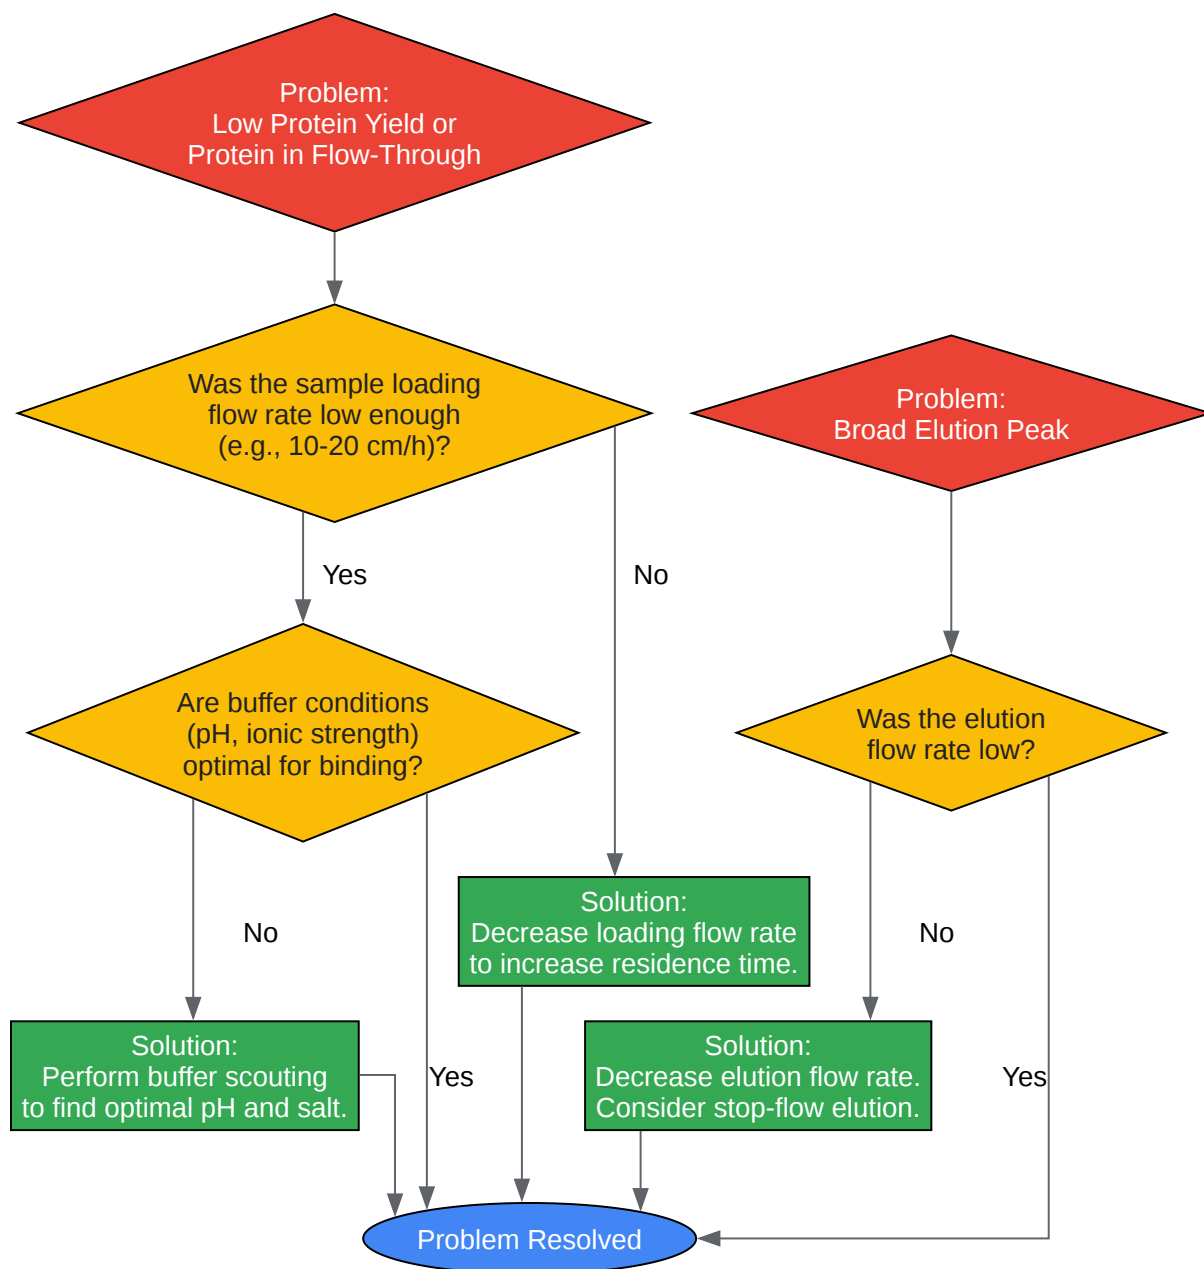 Problem:
Low Protein Yield or
Protein in Flow-Through
Was the sample loading
flow rate low enough
(e.g., 10-20 cm/h)?
Problem:
Broad Elution Peak
Yes
No
Are buffer conditions
(pH, ionic strength)
optimal for binding?
Was the elution
flow rate low?
No
Solution:
Decrease loading flow rate
to increase residence time.
No
Solution:
Perform buffer scouting
to find optimal pH and salt.
Yes
Solution:
Decrease elution flow rate.
Consider stop-flow elution.
Yes
Problem Resolved